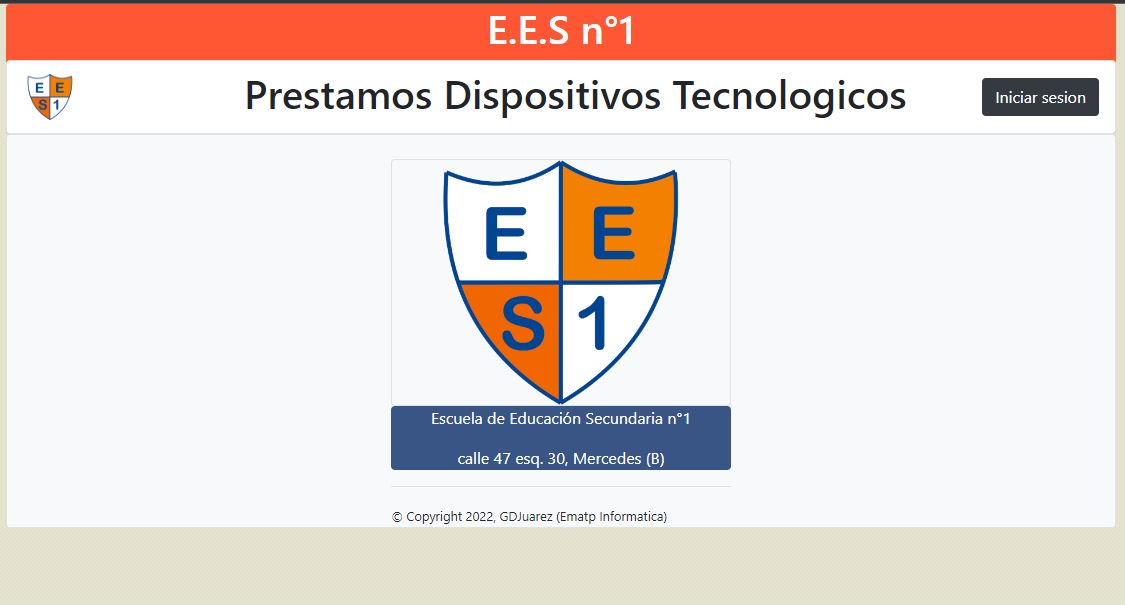 E.E.S n°1
E E
S 1
Prestamos Dispositivos Tecnologicos
Iniciar sesion
E E
S 1
Escuela de Educación Secundaria n°1
calle 47 esq. 30, Mercedes (B)
© Copyright 2022, GDJuarez (Ematp Informatica)